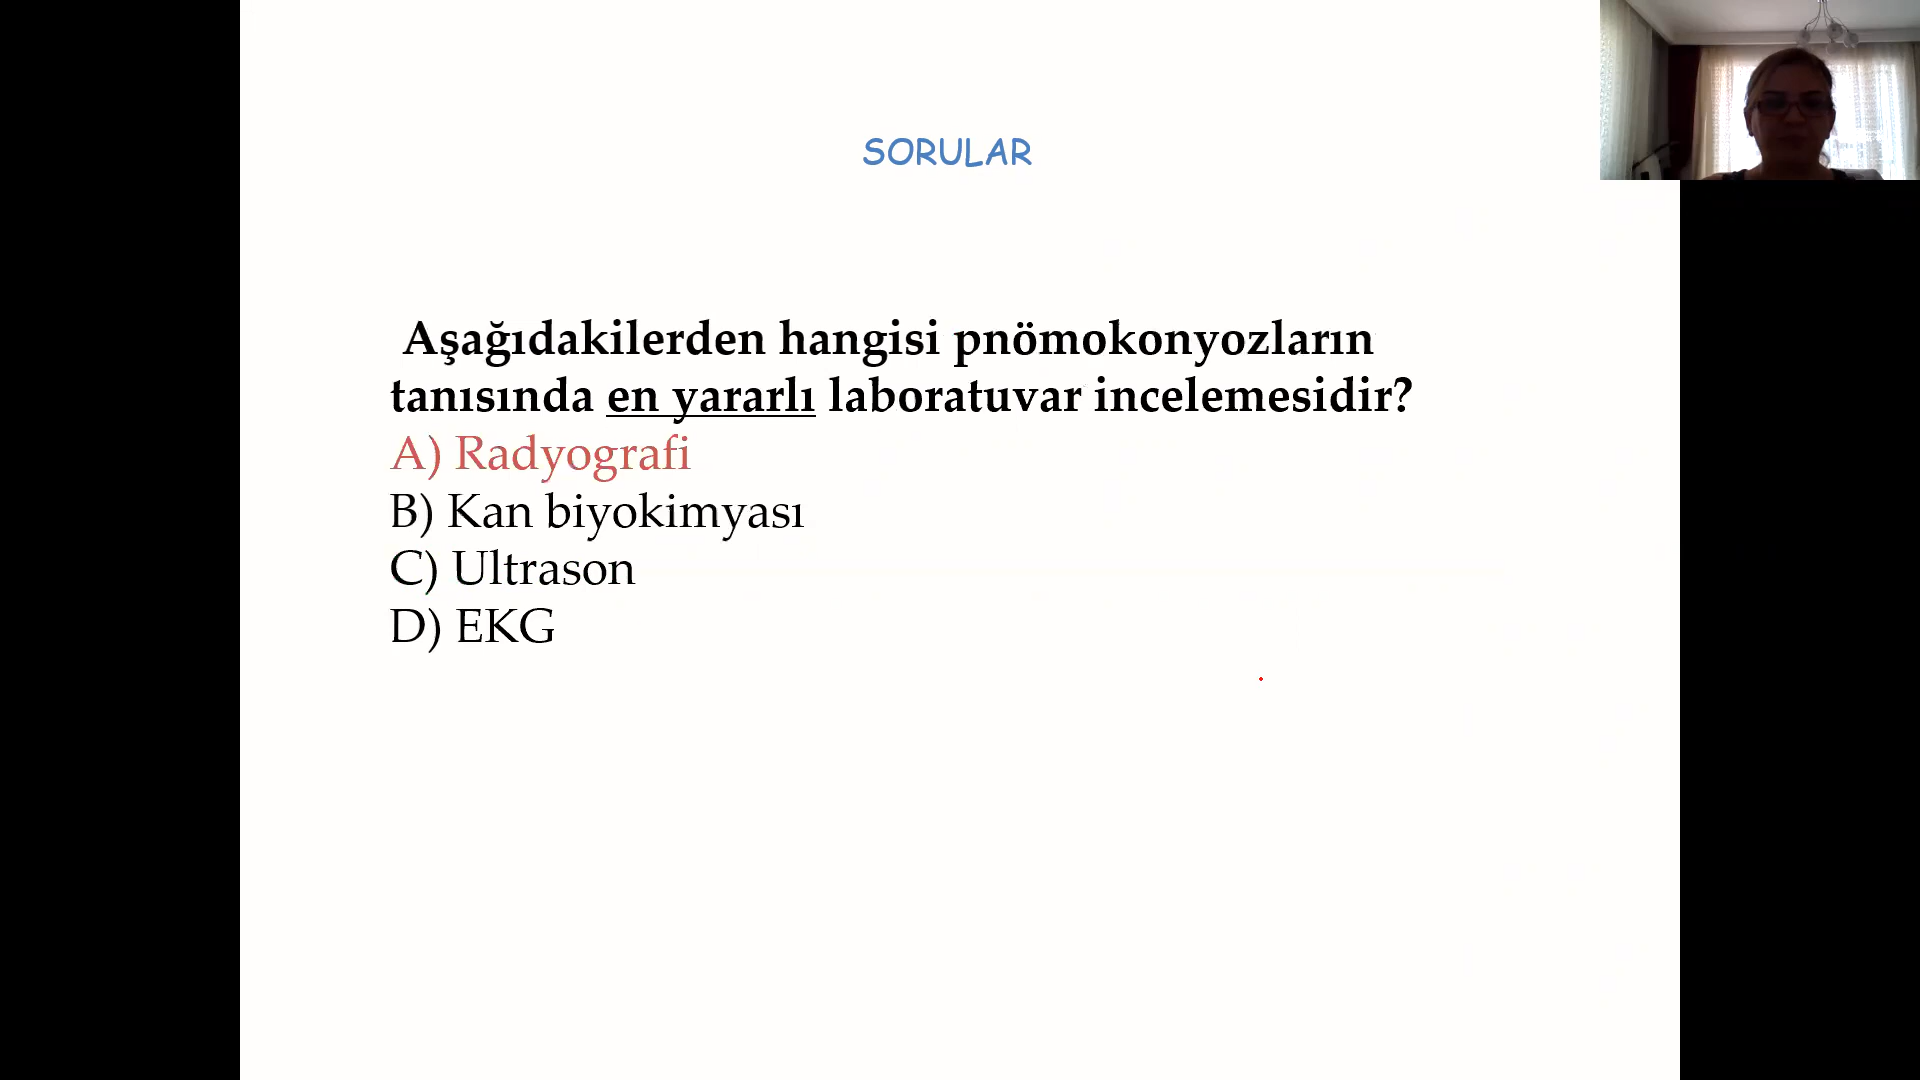 SORULAR
Aşağıdakilerden hangisi pnömokonyozların
tanısında en yararlı laboratuvar incelemesidir?
A) Radyografi
B) Kan biyokimyası
C) Ultrason
D) EKG